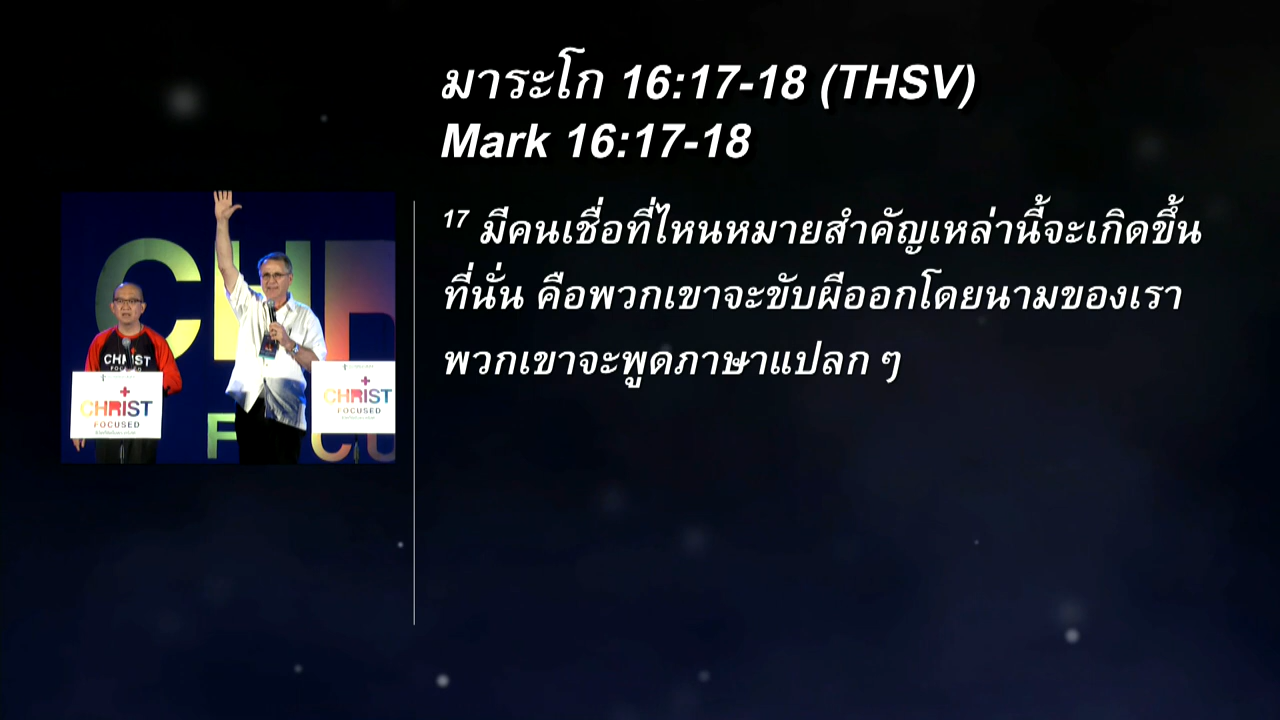 มาระโก 16:17-18 (THSV)
Mark 16:17-18
17 มีคนเชื่อที่ไหนหมายสำคัญเหล่านี้จะเกิดขึ้น
ที่นั่น คือพวกเขาจะขับผีออกโดยนามของเรา
พวกเขาจะพูดภาษาแปลก ๆ
CHR
FOCU
CHRIST
FOCUSED
CHRIST
FOCUSED
CHRIST
FOCUSED